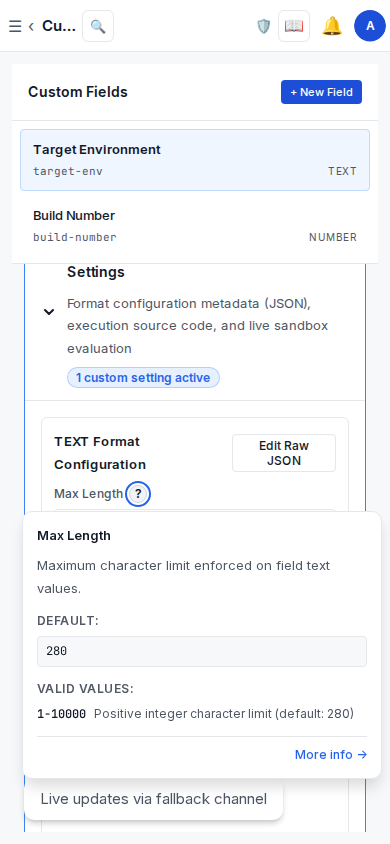 Cu...
A
Custom Fields
+ New Field
Target Environment
target-env
TEXT
Build Number
build-number
NUMBER
Settings
Format configuration metadata (JSON),
execution source code, and live sandbox
evaluation
1 custom setting active
TEXT Format
Configuration
Edit Raw
JSON
Max Length ?
Max Length
Maximum character limit enforced on field text
values.
DEFAULT:
280
VALID VALUES:
1-10000 Positive integer character limit (default: 280)
More info →
Live updates via fallback channel